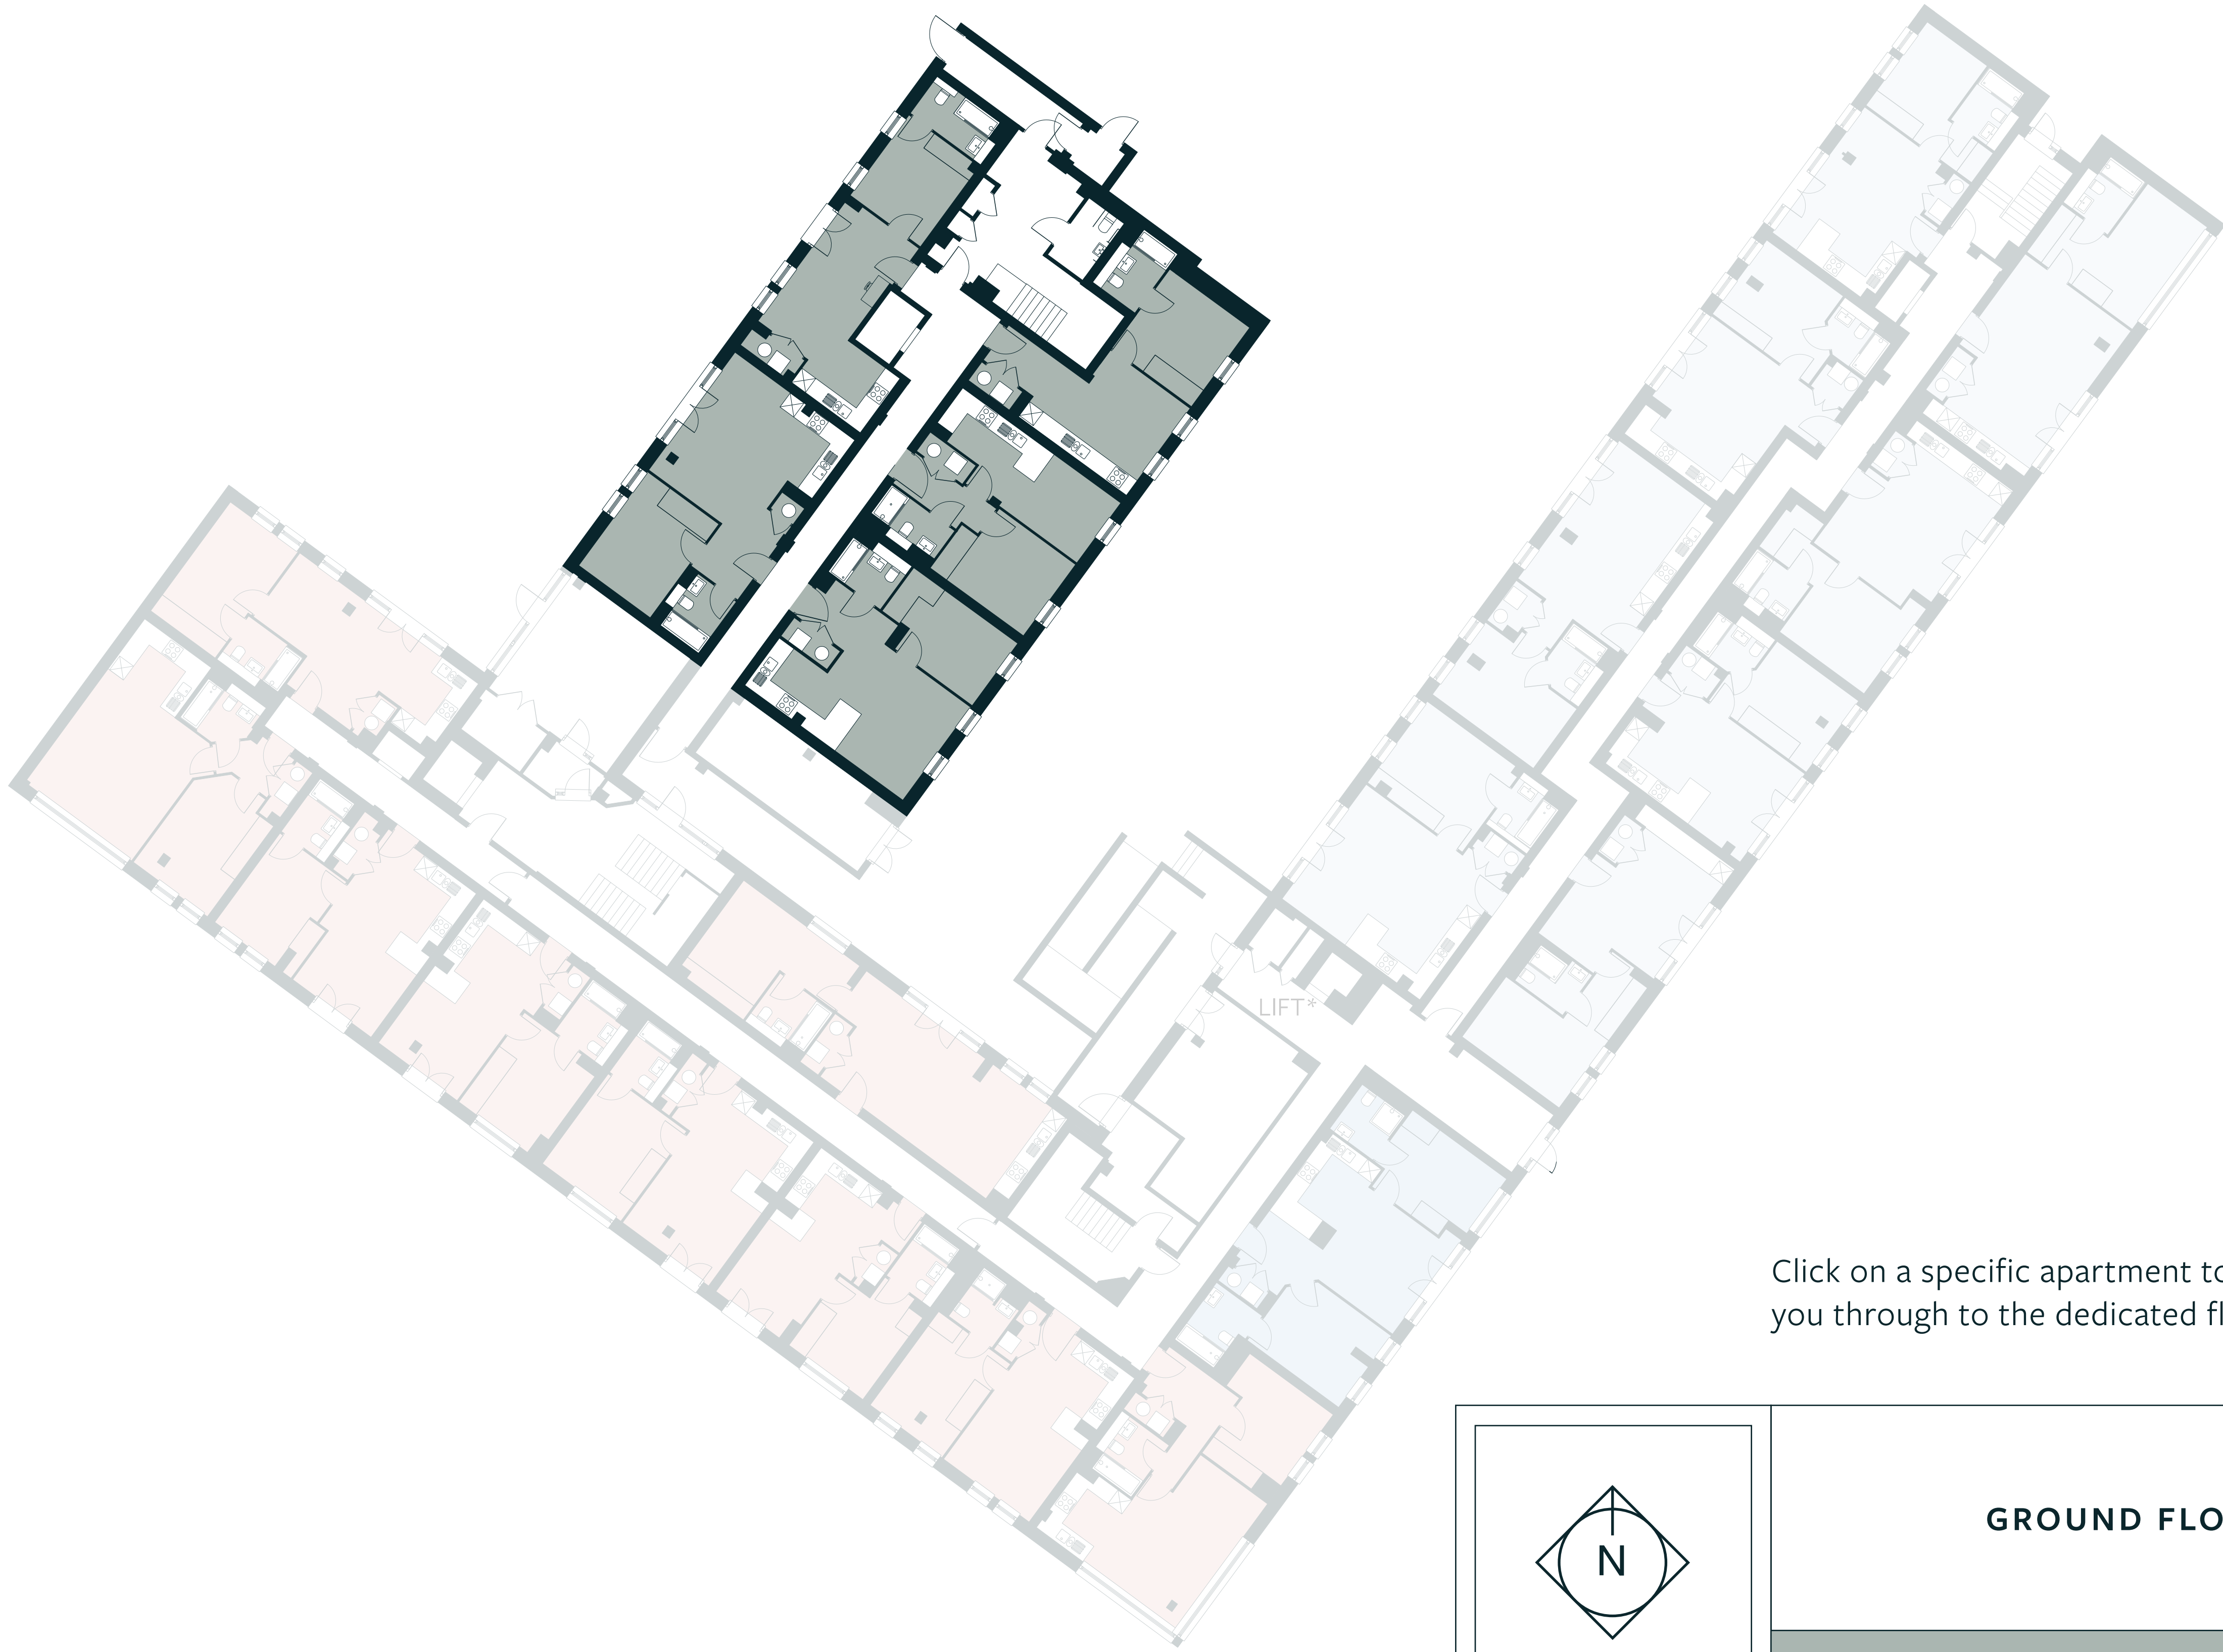 LIFT*
Click on a specific apartment to
you through to the dedicated fl
GROUND FLO
N